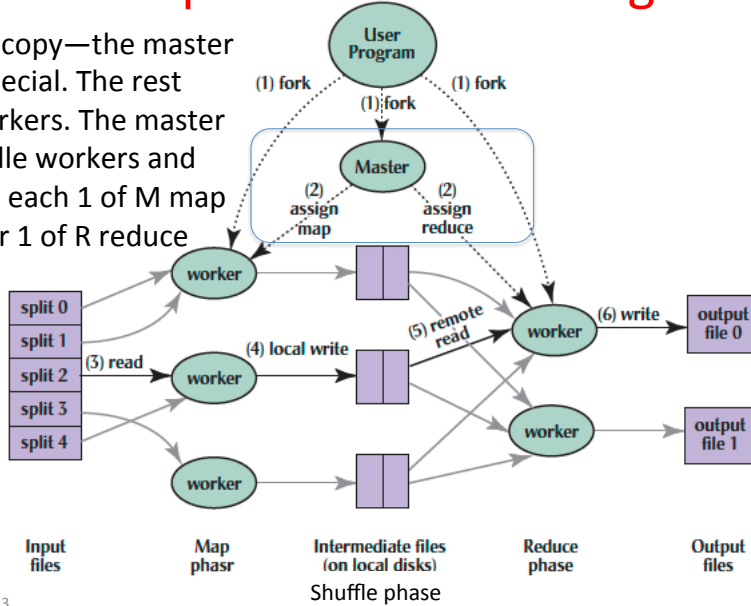 copy—the master
rest
The master
workers and
each 1 of M map
1 of R reduce
User
Program
(1) fork
(1) fork
(1) fork
Master
(2)
assign
map
(2)
assign
reduce
worker
split 0
split 1
split 2
split 3
split 4
(3) read
worker
(4) local write
worker
(5) remote
read
worker
(6) write
output
file 0
worker
output
file 1
Input
files
Map
phasr
Intermediate files
(on local disks)
Shuffle phase
Reduce
phase
Output
files
3